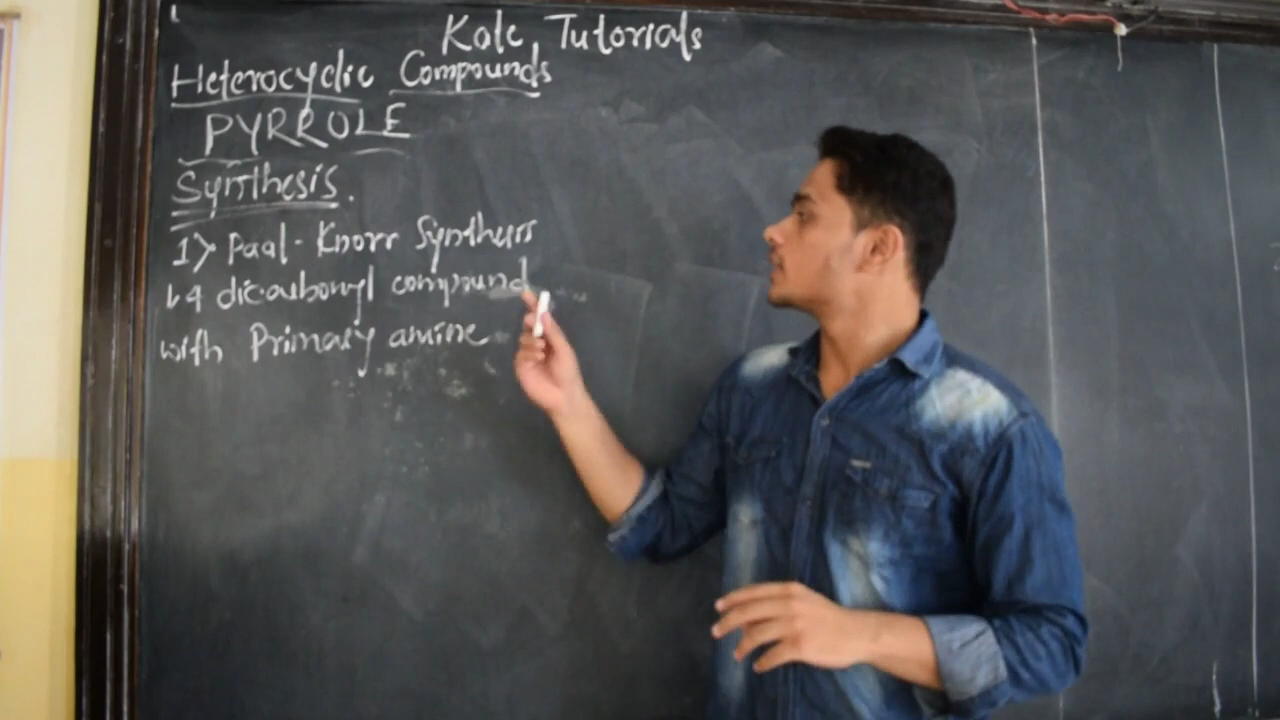 Kole Tutorials
Heterocyclic Compounds
PYRROLE
Synthesis.
1> Paal-Knorr Synthesis
1,4 dicarbonyl compound
with Primary amine